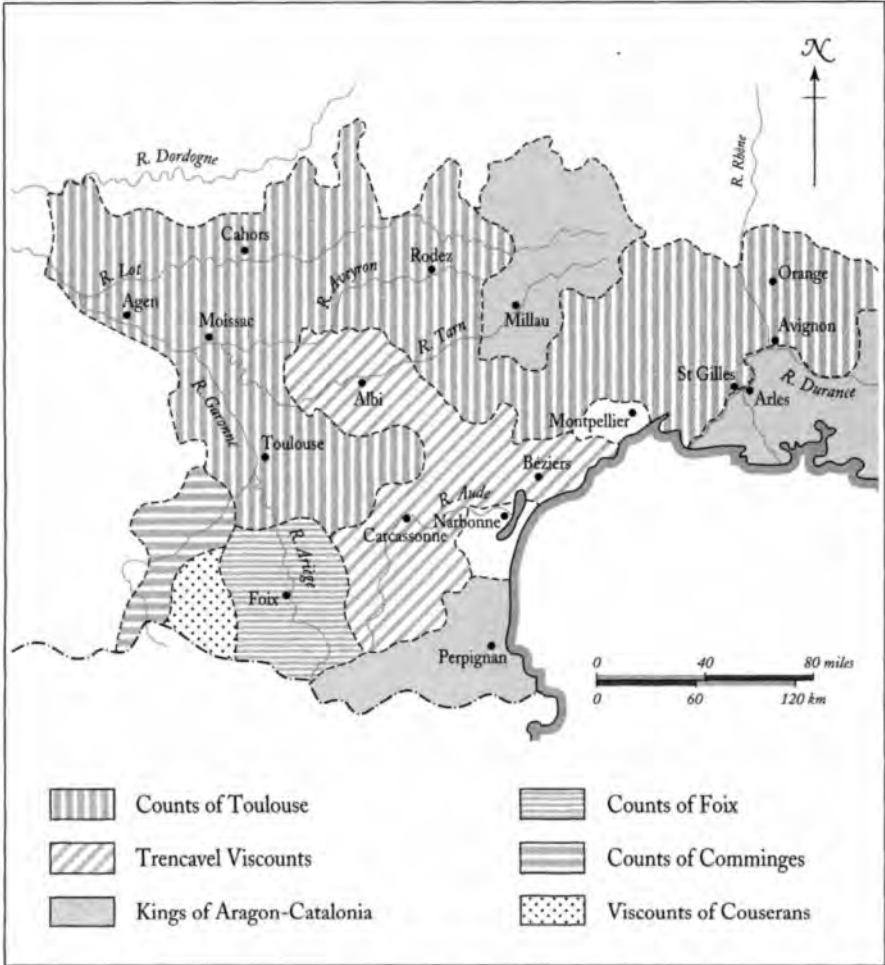 N
R. Dordogne
R. Rhône
Cahors
Rodez
R. Aveyron
R. Lot
Orange
Agen
Millau
Moissac
Avignon
R. Tarn
St Gilles
R. Durance
Albi
Arles
R. Garonne
Montpellier
Toulouse
Béziers
R. Aude
Narbonne
Carcassonne
R. Ariège
Foix
Perpignan
0 40 80 miles
0 60 120 km
Counts of Toulouse
Counts of Foix
Trencavel Viscounts
Counts of Comminges
Kings of Aragon-Catalonia
Viscounts of Couserans